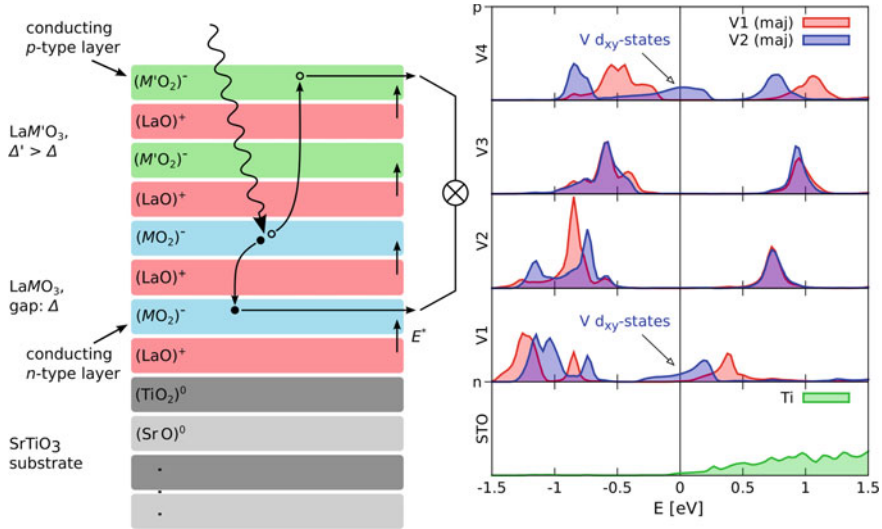 conducting
p-type layer
LaM'O₃,
Δ' > Δ
LaMO₃,
gap: Δ
conducting
n-type layer
SrTiO₃
substrate
(M'O₂)⁻
(LaO)⁺
(M'O₂)⁻
(LaO)⁺
(MO₂)⁻
(LaO)⁺
(MO₂)⁻
(LaO)⁺
(TiO₂)⁰
(SrO)⁰
E*
p
V4
V3
V2
V1
n
STO
V d_xy-states
V1 (maj)
V2 (maj)
V d_xy-states
Ti
-1.5 -1 -0.5 0 0.5 1 1.5
E [eV]